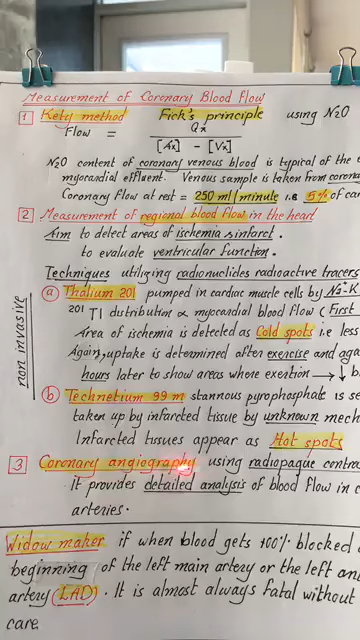 Measurement of Coronary Blood Flow
1 Kety method Fick's principle using N2O
Flow = Qx / [Ax] - [Vx]
N2O content of coronary venous blood is typical of the e
myocardial effluent. Venous sample is taken from coron
Coronary flow at rest = 250 ml/minute i.e 5% of car
2 Measurement of regional blood flow in the head
Aim to detect areas of ischemia & infarct.
to evaluate ventricular function.
Techniques utilizing radionuclides radioactive tracers
a Thalium 201 pumped in cardiac muscle cells by Na+-K
201 Tl distribution ∝ myocardial blood flow (First
Area of ischemia is detected as Cold spots i.e less
Again, uptake is determined after exercise and aga
hours later to show areas where exertion → ↓ b
non invasive
b Technetium 99 m stannous pyrophosphate is se
taken up by infarcted tissue by unknown mech
Infarcted tissues appear as Hot spots
3 Coronary angiography using radiopaque contra
It provides detailed analysis of blood flow in c
arteries.
Widow maker if when blood gets 100% blocked a
beginning of the left main artery or the left an
artery (LAD). It is almost always fatal without
care